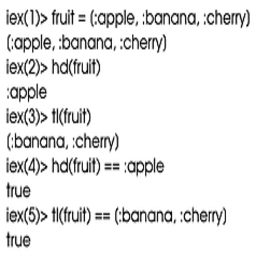 iex(1)> fruit = (:apple, :banana, :cherry)
(:apple, :banana, :cherry)
iex(2)> hd(fruit)
:apple
iex(3)> tl(fruit)
(:banana, :cherry)
iex(4)> hd(fruit) == :apple
true
iex(5)> tl(fruit) == (:banana, :cherry)
true